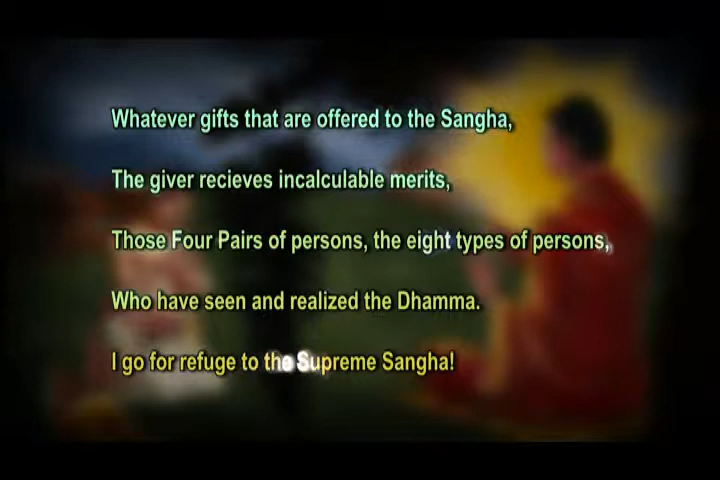 Whatever gifts that are offered to the Sangha,
The giver recieves incalculable merits,
Those Four Pairs of persons, the eight types of persons,
Who have seen and realized the Dhamma.
I go for refuge to the Supreme Sangha!